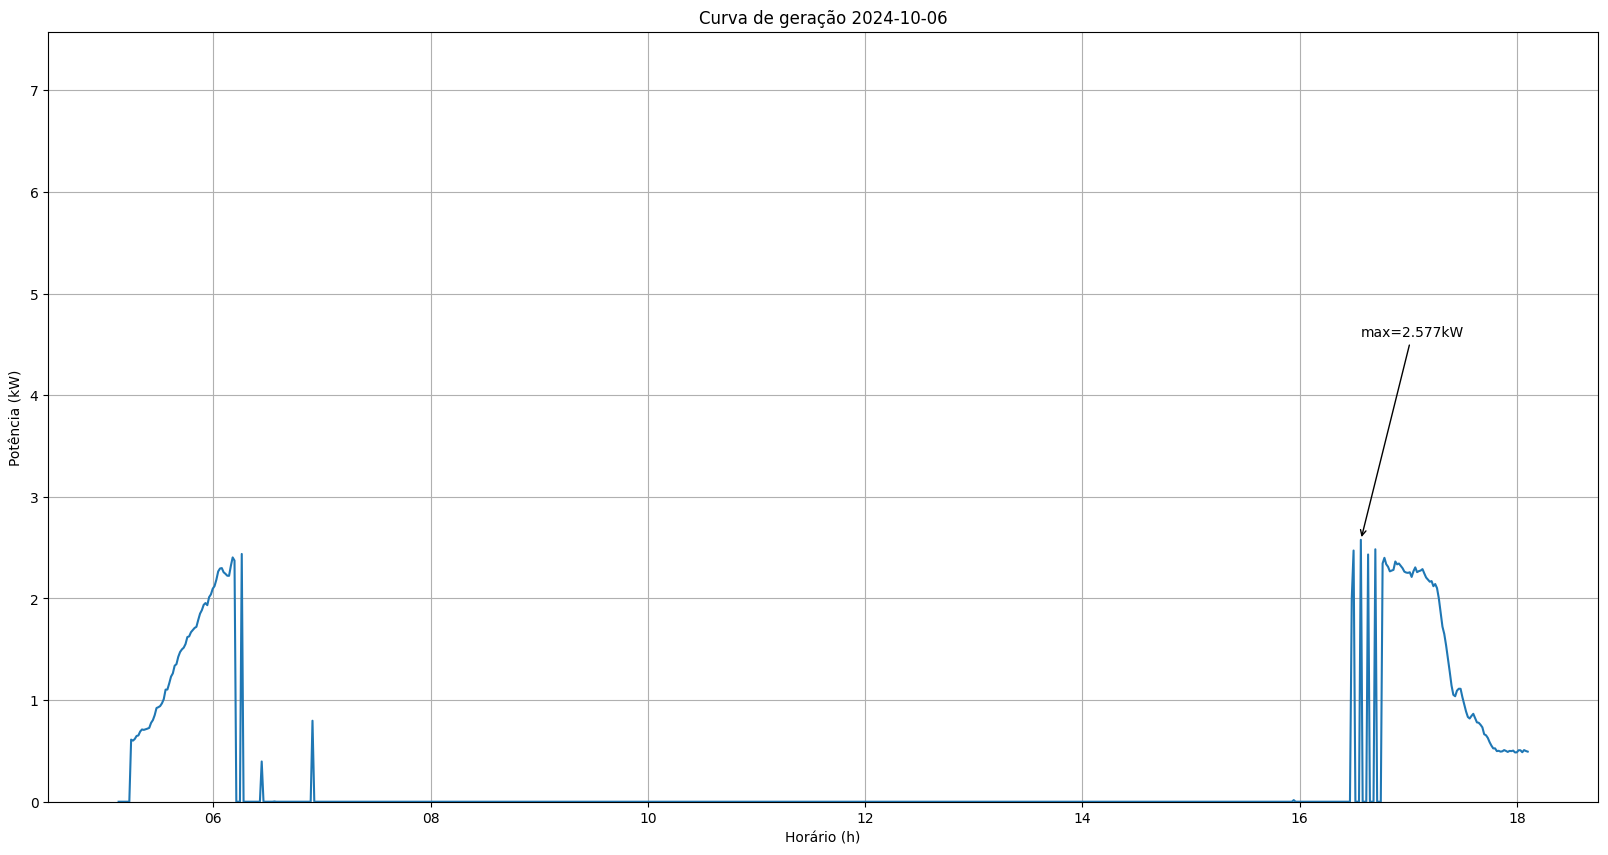 Curva de geração 2024-10-06
7
6
5
max=2.577kW
4
Potência (kW)
3
2
1
0
06 08 10 12 14 16 18
Horário (h)